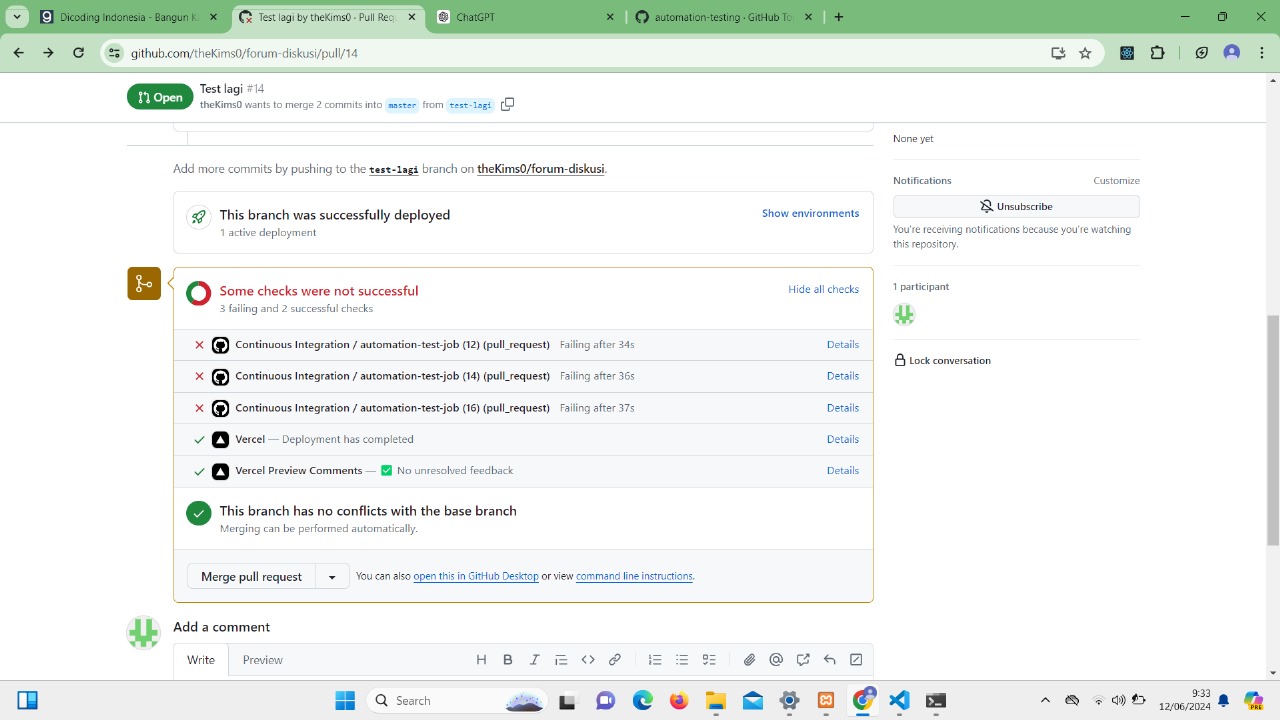 Dicoding Indonesia - Bangun K
Test lagi by theKims0 · Pull Req
ChatGPT
automation-testing · GitHub To
github.com/theKims0/forum-diskusi/pull/14
Open
Test lagi #14
theKims0 wants to merge 2 commits into master from test-lagi
None yet
Add more commits by pushing to the test-lagi branch on theKims0/forum-diskusi.
Notifications
Customize
Unsubscribe
You're receiving notifications because you're watching
this repository.
This branch was successfully deployed
Show environments
1 active deployment
Some checks were not successful
Hide all checks
3 failing and 2 successful checks
1 participant
Continuous Integration / automation-test-job (12) (pull_request) Failing after 34s
Details
Lock conversation
Continuous Integration / automation-test-job (14) (pull_request) Failing after 36s
Details
Continuous Integration / automation-test-job (16) (pull_request) Failing after 37s
Details
Vercel — Deployment has completed
Details
Vercel Preview Comments — ✅ No unresolved feedback
Details
This branch has no conflicts with the base branch
Merging can be performed automatically.
Merge pull request
You can also open this in GitHub Desktop or view command line instructions.
Add a comment
Write
Preview
Search
9:33
12/06/2024
PRE